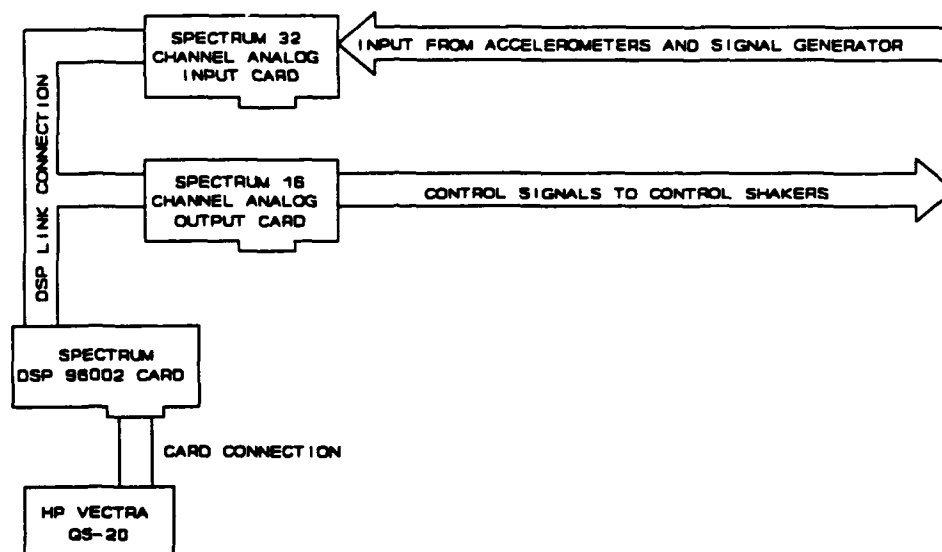 SPECTRUM 32
CHANNEL ANALOG
INPUT CARD
INPUT FROM ACCELEROMETERS AND SIGNAL GENERATOR
DSP LINK CONNECTION
SPECTRUM 16
CHANNEL ANALOG
OUTPUT CARD
CONTROL SIGNALS TO CONTROL SHAKERS
SPECTRUM
DSP 96002 CARD
CARD CONNECTION
HP VECTRA
QS-20